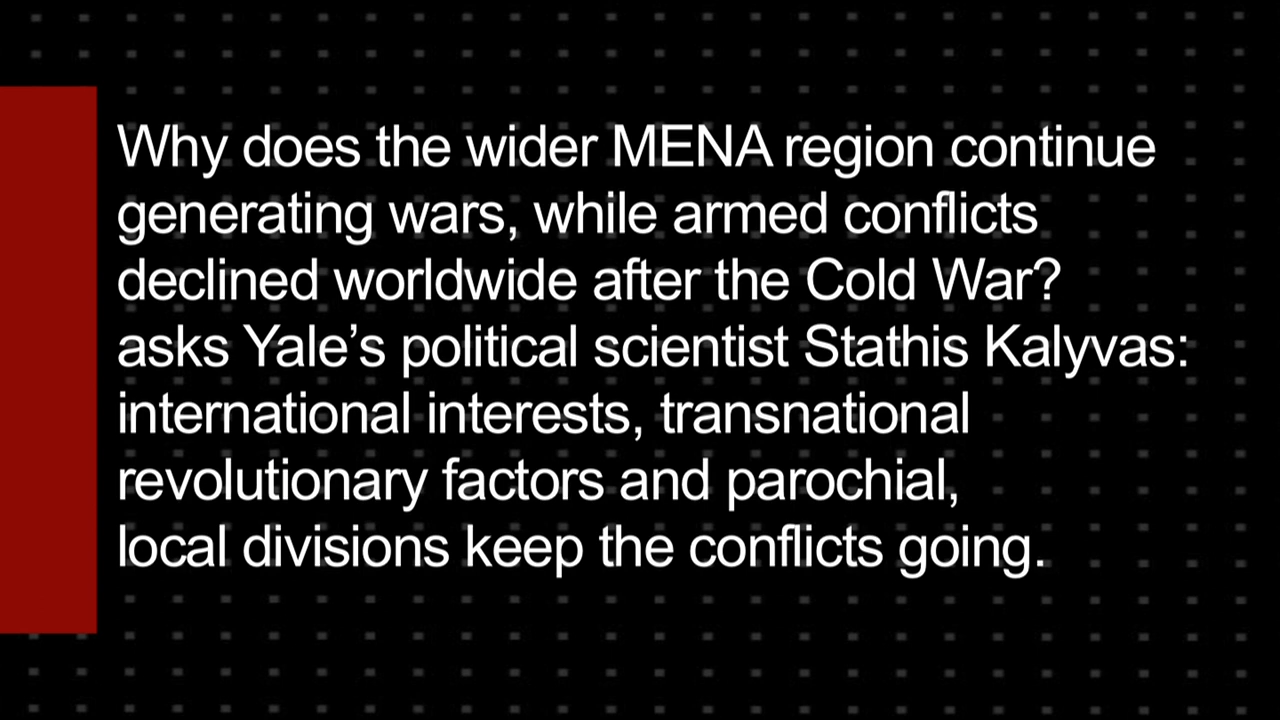 Why does the wider MENA region continue
generating wars, while armed conflicts
declined worldwide after the Cold War?
asks Yale’s political scientist Stathis Kalyvas:
international interests, transnational
revolutionary factors and parochial,
local divisions keep the conflicts going.